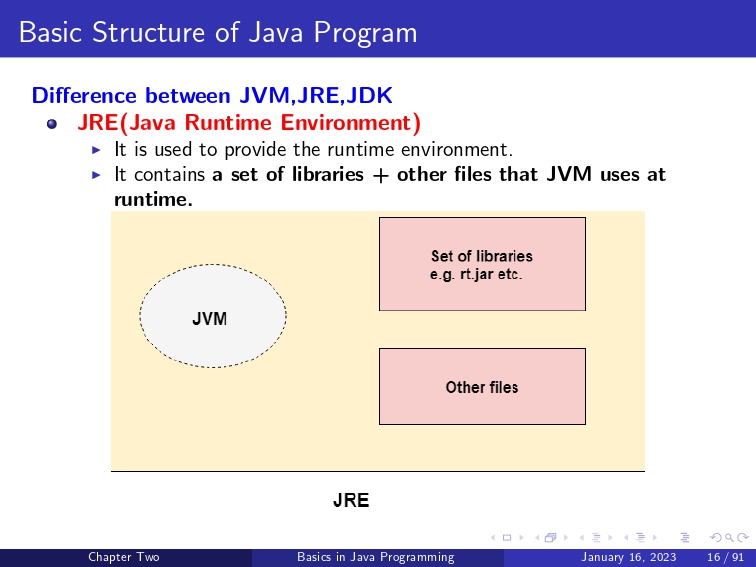 Basic Structure of Java Program
Difference between JVM,JRE,JDK
JRE(Java Runtime Environment)
It is used to provide the runtime environment.
It contains a set of libraries + other files that JVM uses at
runtime.
Set of libraries
e.g. rt.jar etc.
JVM
Other files
JRE
Chapter Two Basics in Java Programming January 16, 2023 16 / 91